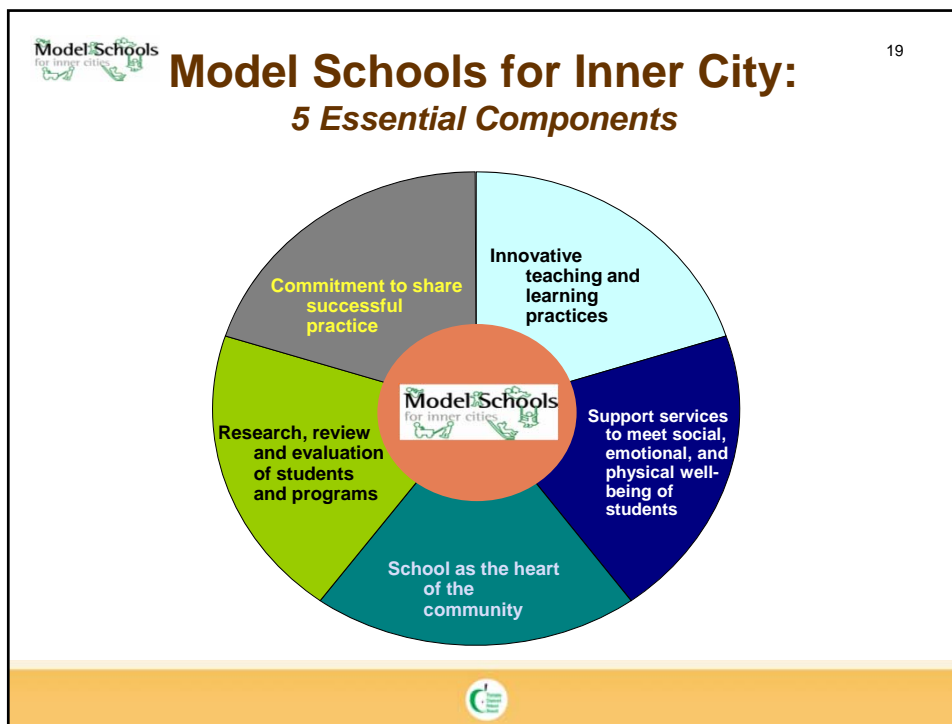 Model Schools
for inner cities
19
Model Schools for Inner City:
5 Essential Components
Innovative
teaching and
learning
practices
Support services
to meet social,
emotional, and
physical well-
being of
students
School as the heart
of the
community
Research, review
and evaluation
of students
and programs
Commitment to share
successful
practice
Model Schools
for inner cities